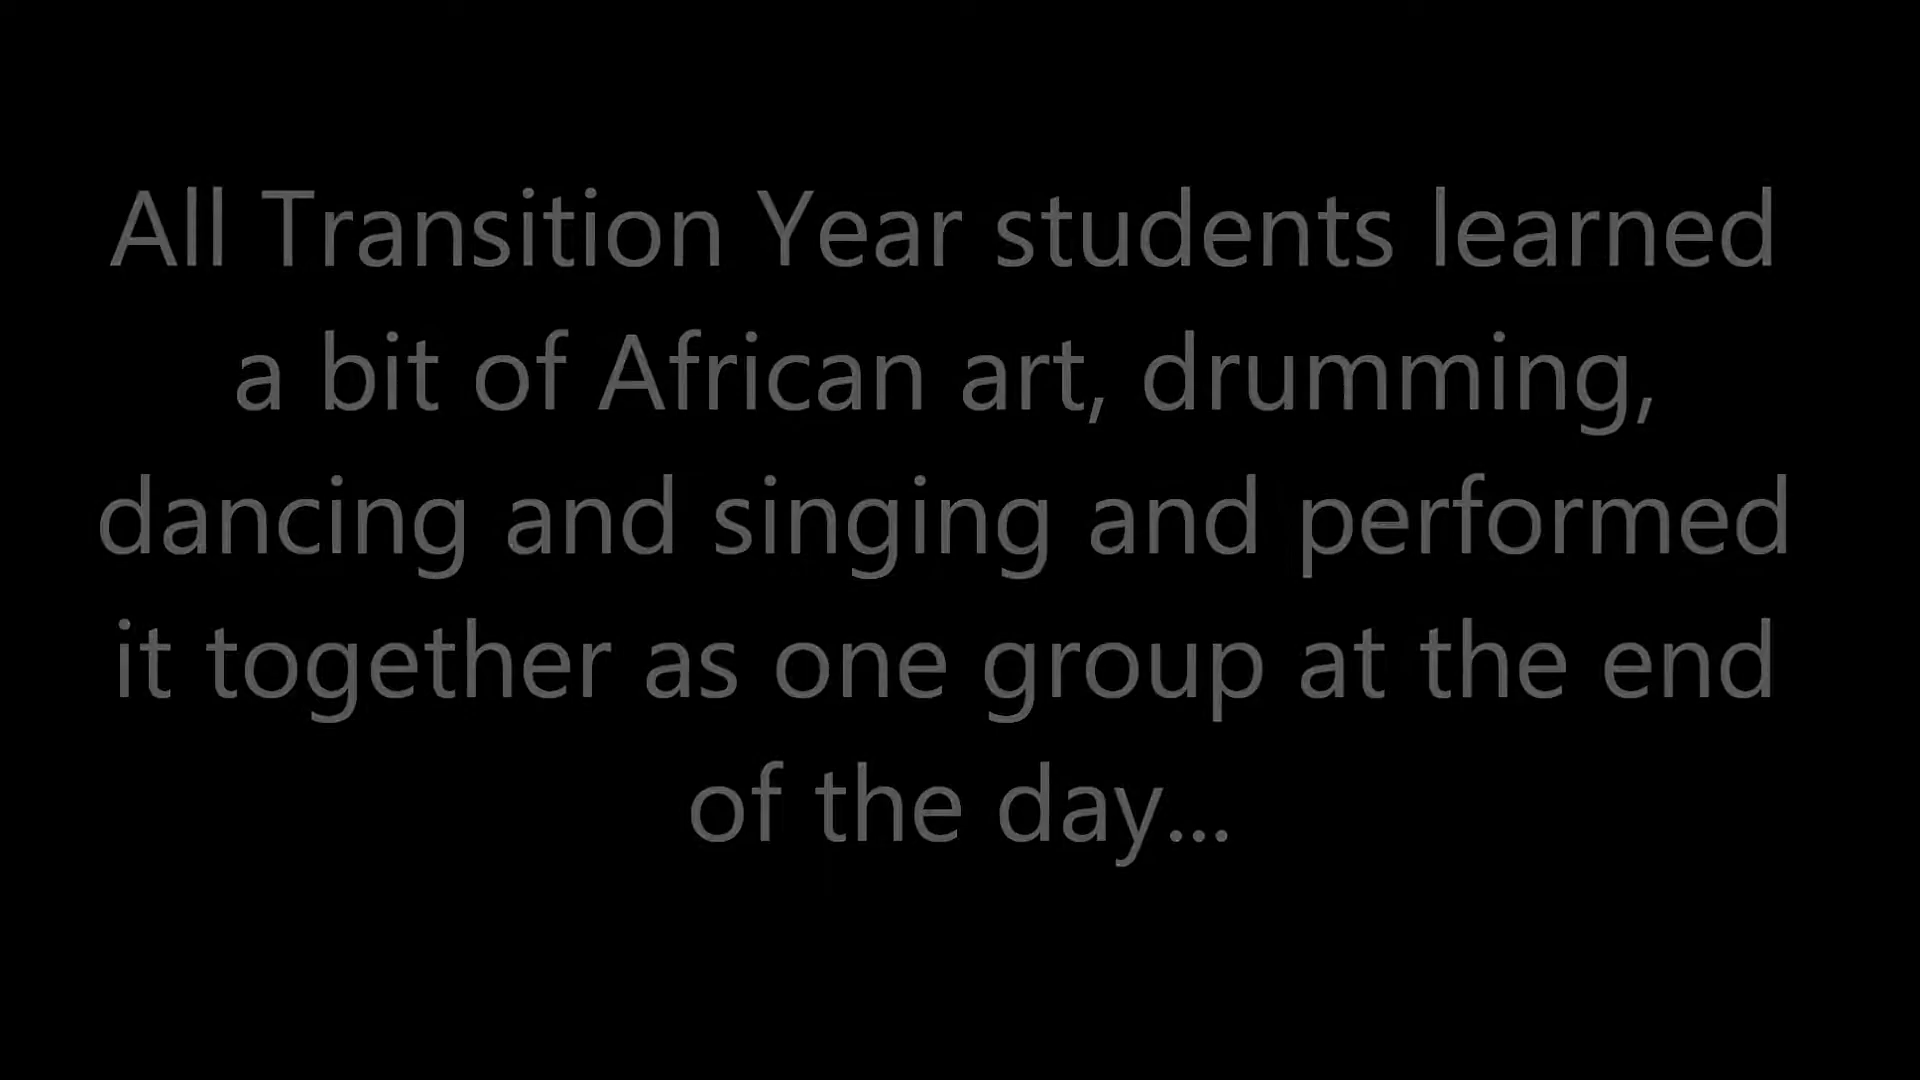 All Transition Year students learned
a bit of African art, drumming,
dancing and singing and performed
it together as one group at the end
of the day...